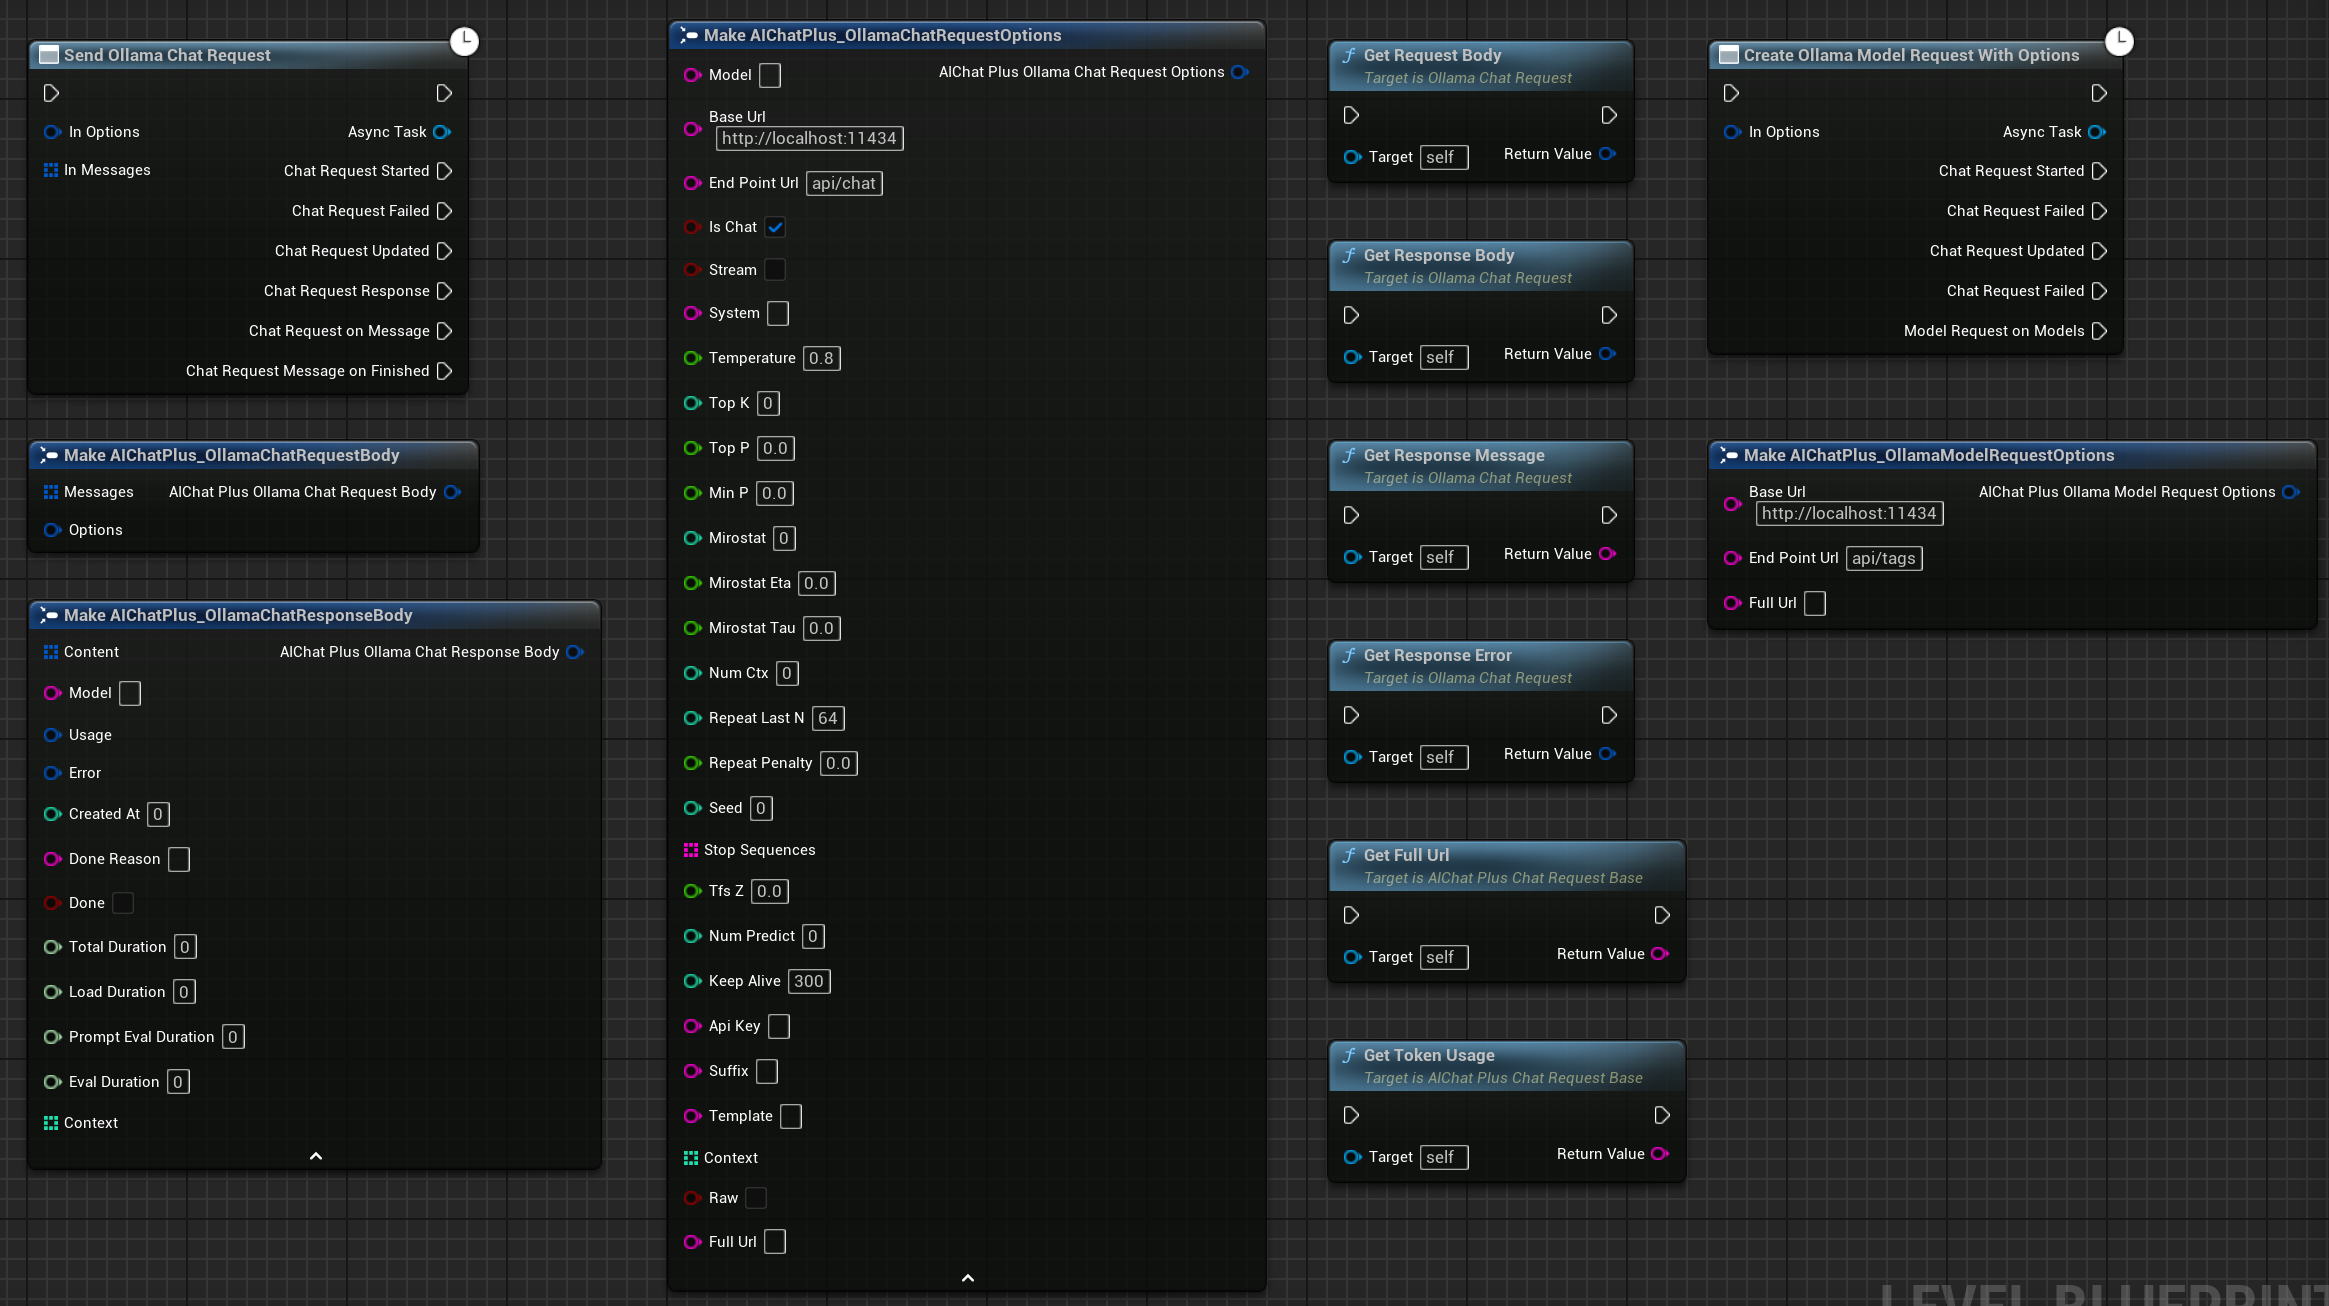 Send Ollama Chat Request
In Options
Async Task
In Messages
Chat Request Started
Chat Request Failed
Chat Request Updated
Chat Request Response
Chat Request on Message
Chat Request Message on Finished
Make AIChatPlus_OllamaChatRequestBody
Messages
AIChat Plus Ollama Chat Request Body
Options
Make AIChatPlus_OllamaChatResponseBody
Content
AIChat Plus Ollama Chat Response Body
Model
Usage
Error
Created At 0
Done Reason
Done
Total Duration 0
Load Duration 0
Prompt Eval Duration 0
Eval Duration 0
Context
Make AIChatPlus_OllamaChatRequestOptions
Model
AIChat Plus Ollama Chat Request Options
Base Url
http://localhost:11434
End Point Url api/chat
Is Chat
Stream
System
Temperature 0.8
Top K 0
Top P 0.0
Min P 0.0
Mirostat 0
Mirostat Eta 0.0
Mirostat Tau 0.0
Num Ctx 0
Repeat Last N 64
Repeat Penalty 0.0
Seed 0
Stop Sequences
Tfs Z 0.0
Num Predict 0
Keep Alive 300
Api Key
Suffix
Template
Context
Raw
Full Url
Get Request Body
Target is Ollama Chat Request
Target self
Return Value
Get Response Body
Target is Ollama Chat Request
Target self
Return Value
Get Response Message
Target is Ollama Chat Request
Target self
Return Value
Get Response Error
Target is Ollama Chat Request
Target self
Return Value
Get Full Url
Target is AIChat Plus Chat Request Base
Target self
Return Value
Get Token Usage
Target is AIChat Plus Chat Request Base
Target self
Return Value
Create Ollama Model Request With Options
In Options
Async Task
Chat Request Started
Chat Request Failed
Chat Request Updated
Chat Request Failed
Model Request on Models
Make AIChatPlus_OllamaModelRequestOptions
Base Url
http://localhost:11434
AIChat Plus Ollama Model Request Options
End Point Url api/tags
Full Url
LEVEL BLUEPRINT